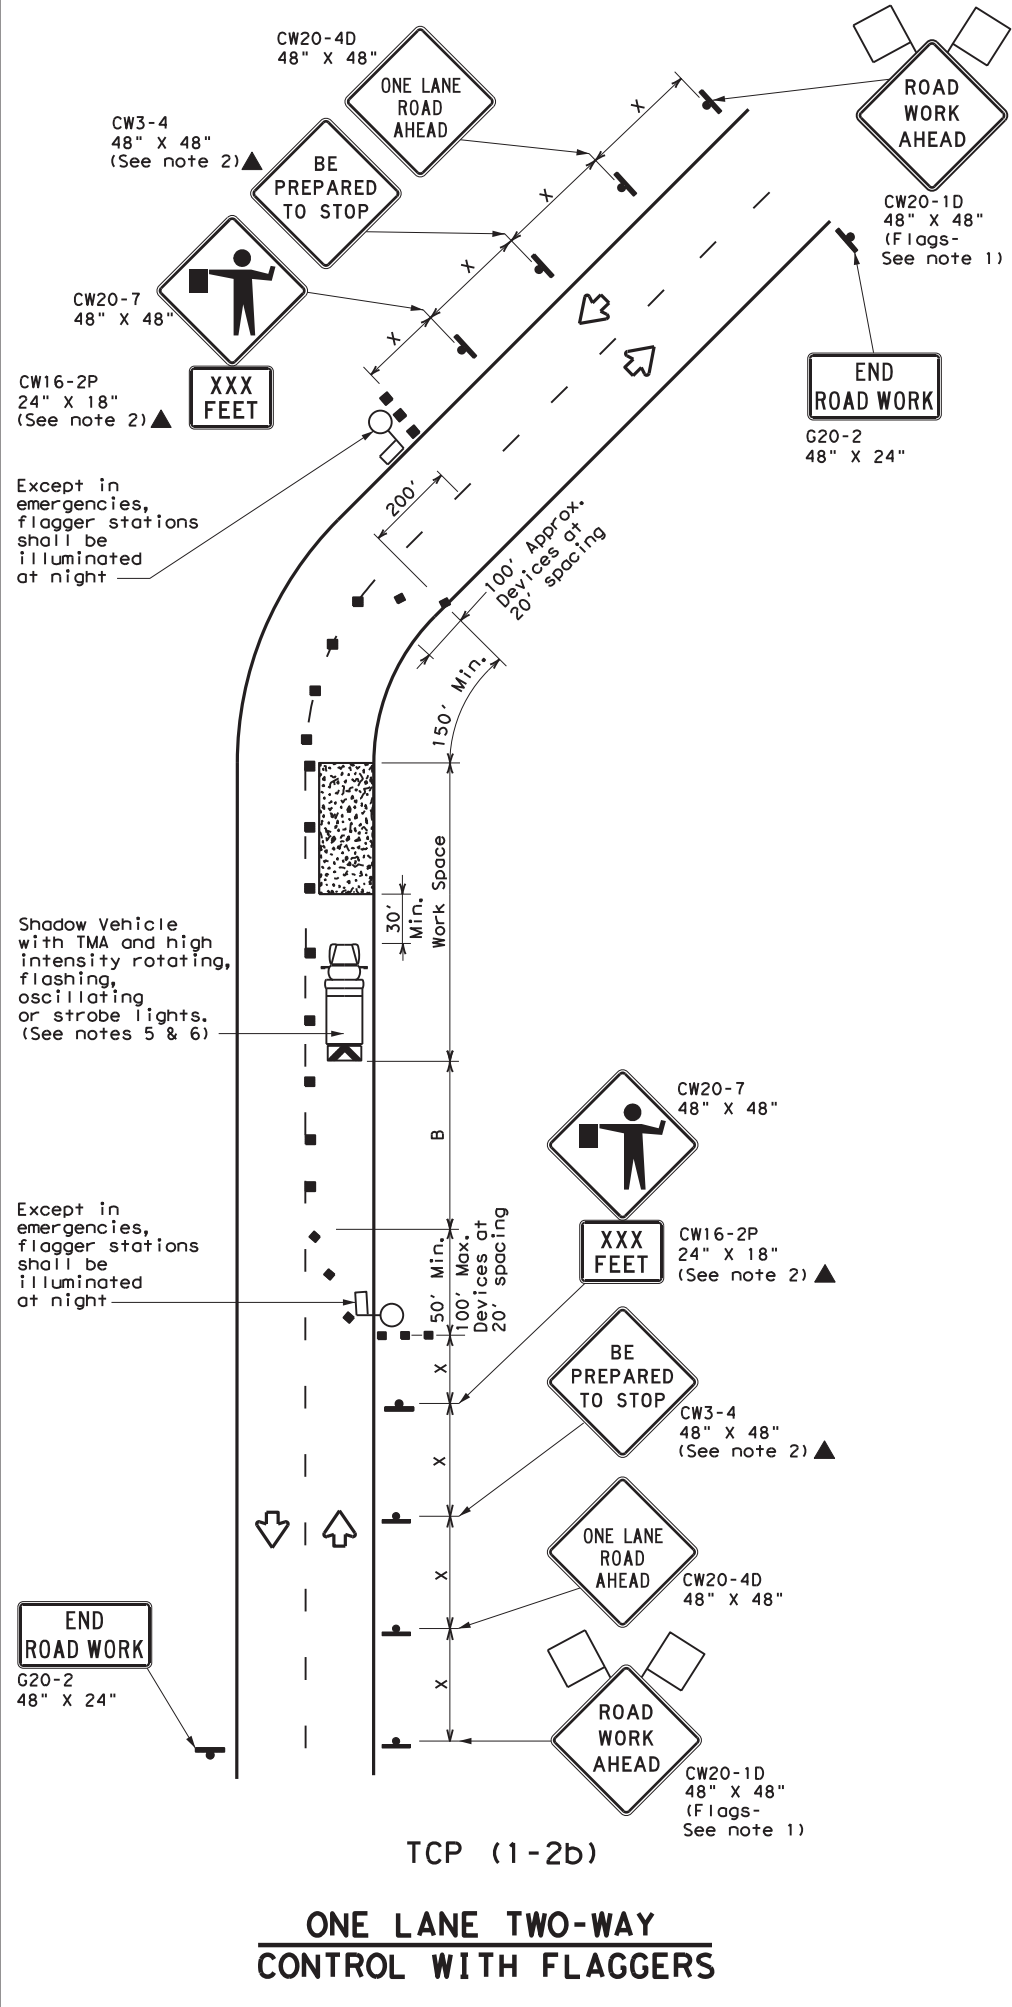 CW20-4D
48" X 48"
ONE LANE
ROAD
AHEAD
X
ROAD
WORK
AHEAD
CW20-1D
48" X 48"
(Flags-
See note 1)
CW3-4
48" X 48"
(See note 2)▲
BE
PREPARED
TO STOP
X
X
CW20-7
48" X 48"
X
CW16-2P
24" X 18"
(See note 2)▲
XXX
FEET
END
ROAD WORK
G20-2
48" X 24"
Except in
emergencies,
flagger stations
shall be
illuminated
at night
200'
100' Approx.
Devices at
20' spacing
150' Min.
Work Space
30'
Min.
Shadow Vehicle
with TMA and high
intensity rotating,
flashing,
oscillating
or strobe lights.
(See notes 5 & 6)
B
CW20-7
48" X 48"
XXX
FEET
CW16-2P
24" X 18"
(See note 2)▲
Except in
emergencies,
flagger stations
shall be
illuminated
at night
50' Min.
100' Max.
Devices at
20' spacing
X
BE
PREPARED
TO STOP
CW3-4
48" X 48"
(See note 2)▲
X
ONE LANE
ROAD
AHEAD
CW20-4D
48" X 48"
X
END
ROAD WORK
G20-2
48" X 24"
X
ROAD
WORK
AHEAD
CW20-1D
48" X 48"
(Flags-
See note 1)
TCP (1-2b)
ONE LANE TWO-WAY
CONTROL WITH FLAGGERS